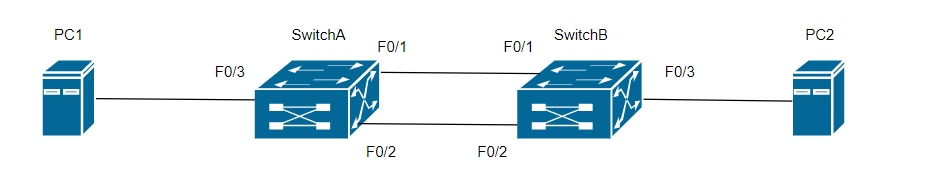 PC1
SwitchA
SwitchB
PC2
F0/1
F0/1
F0/3
F0/3
F0/2
F0/2